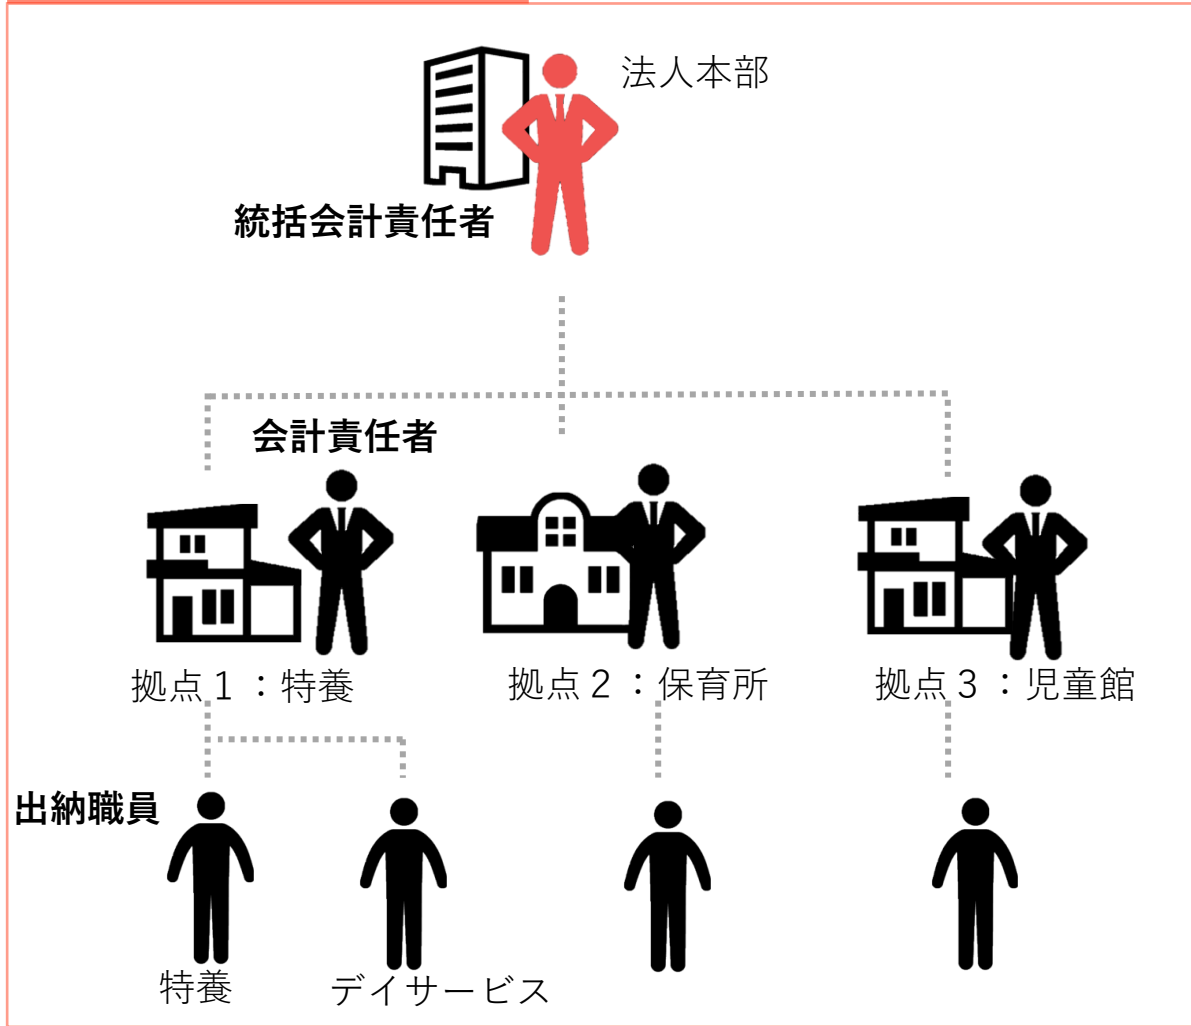 法人本部
統括会計責任者
会計責任者
拠点１：特養
拠点２：保育所
拠点３：児童館
出納職員
特養
デイサービス